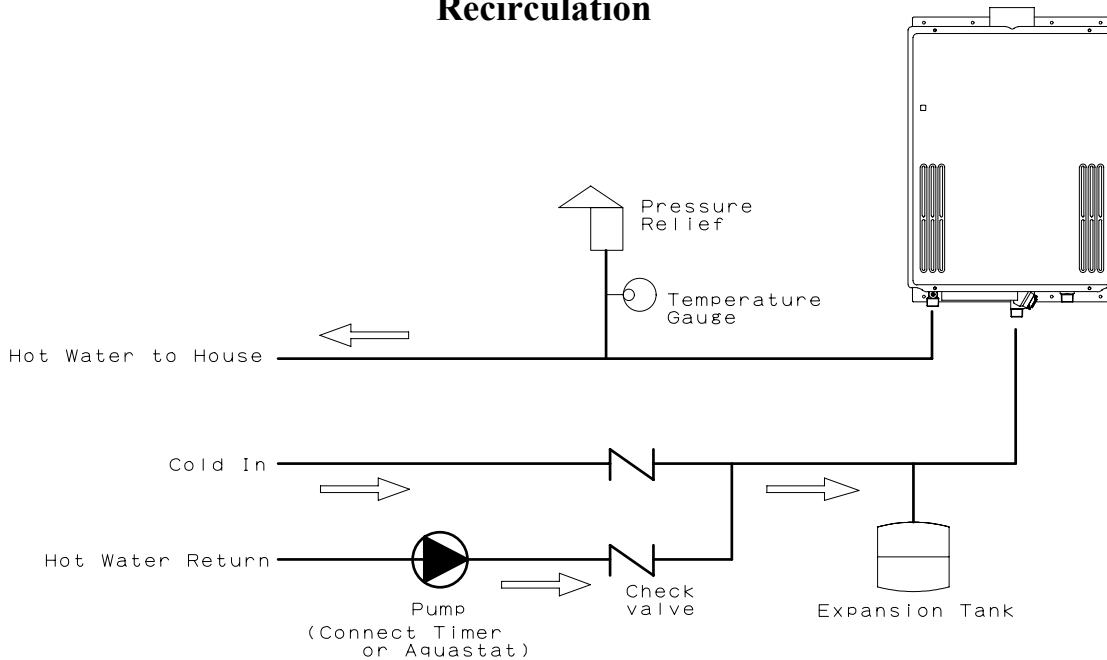 Recirculation
Pressure
Relief
Temperature
Gauge
Hot Water to House
Cold In
Hot Water Return
Check
valve
Pump
(Connect Timer
or Aquastat)
Expansion Tank